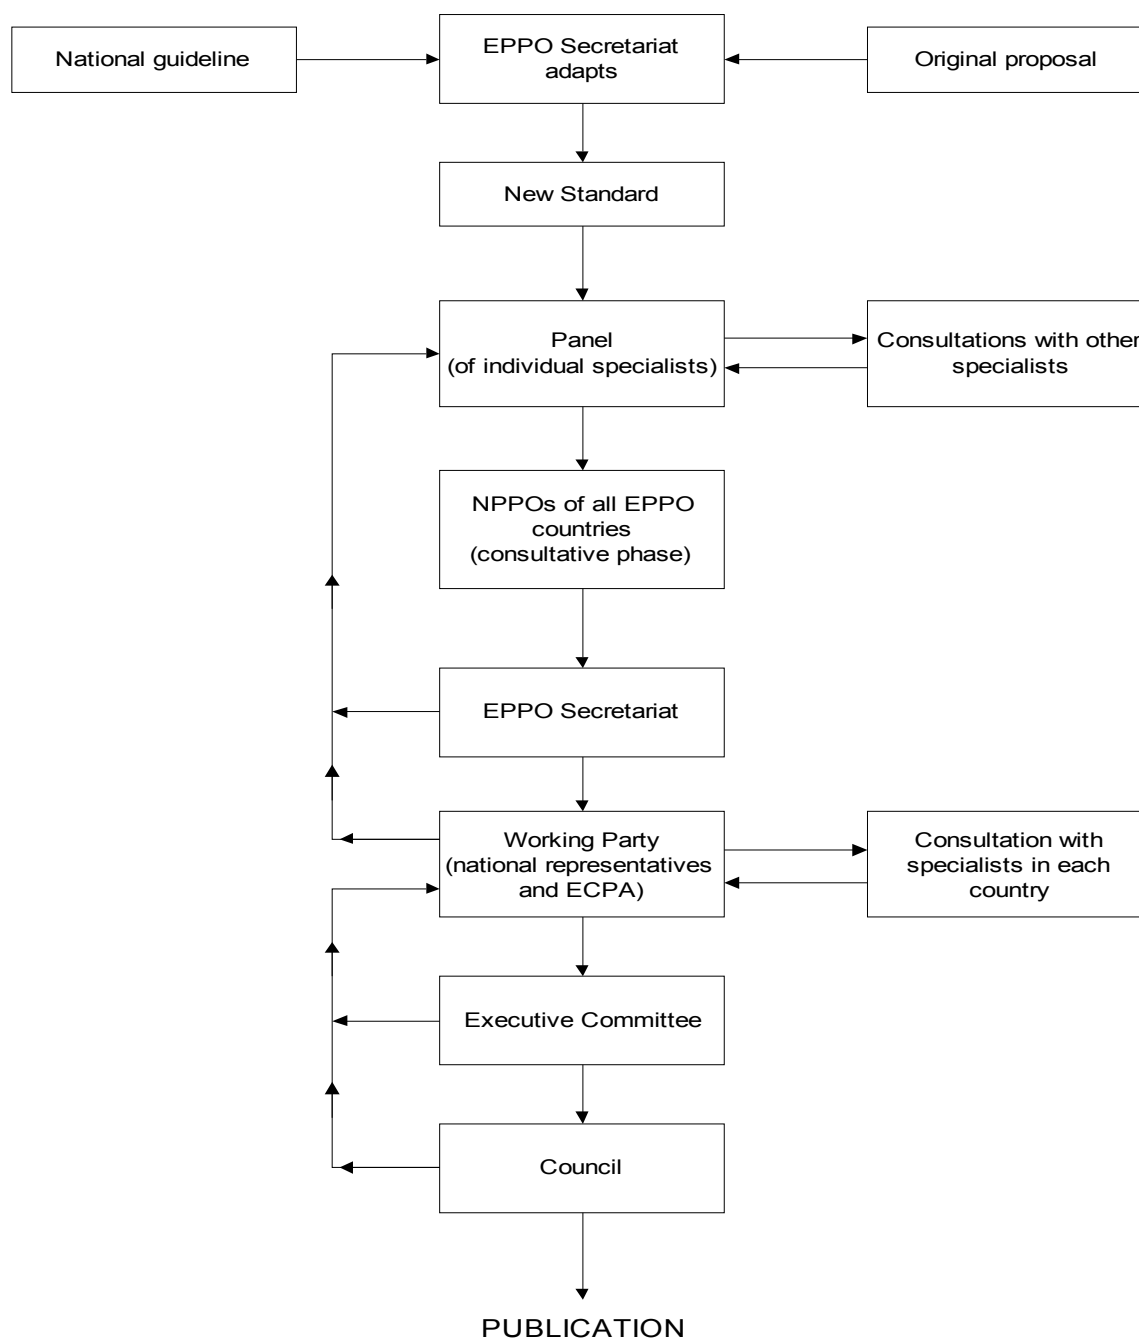 National guideline
EPPO Secretariat
adapts
Original proposal
New Standard
Panel
(of individual specialists)
Consultations with other
specialists
NPPOs of all EPPO
countries
(consultative phase)
EPPO Secretariat
Working Party
(national representatives
and ECPA)
Consultation with
specialists in each
country
Executive Committee
Council
PUBLICATION